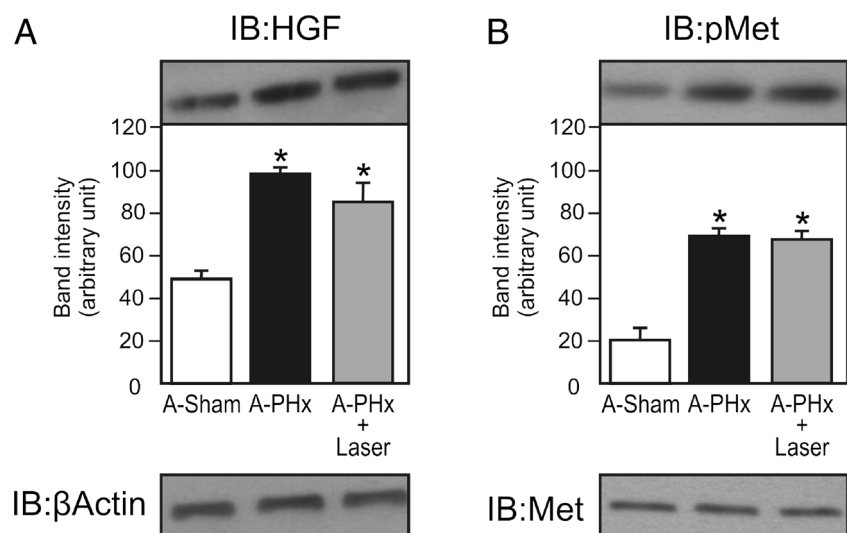 A
IB:HGF
120
100
80
60
40
20
0
Band intensity
(arbitrary unit)
*
*
A-Sham
A-PHx
A-PHx
+
Laser
IB:βActin
B
IB:pMet
120
100
80
60
40
20
0
Band intensity
(arbitrary unit)
*
*
A-Sham
A-PHx
A-PHx
+
Laser
IB:Met